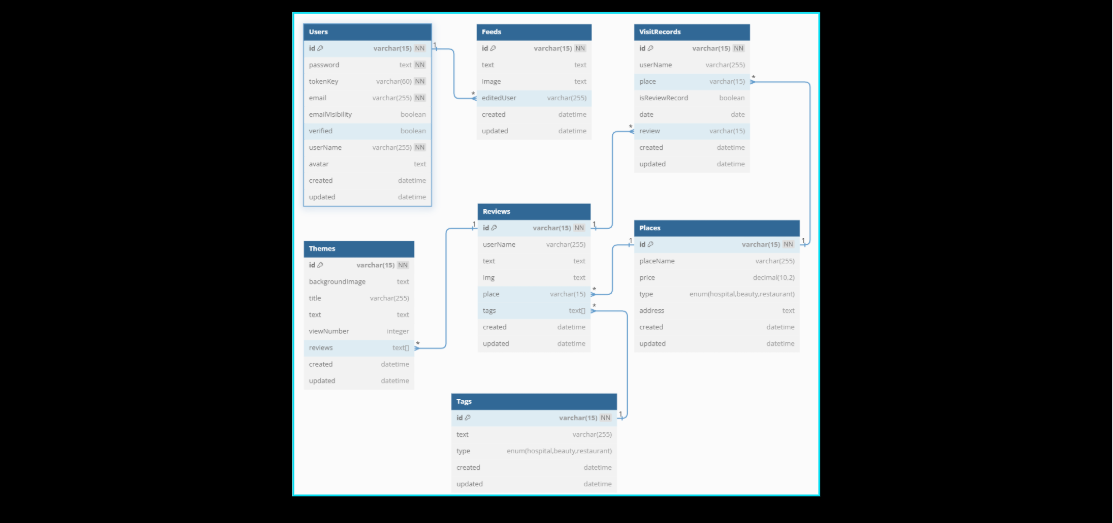 Users
id varchar(15) NN
password text NN
tokenKey varchar(60) NN
email varchar(255) NN
emailVisibility boolean
verified boolean
userName varchar(255) NN
avatar text
created datetime
updated datetime
Feeds
id varchar(15) NN
text text
image text
editedUser varchar(255)
created datetime
updated datetime
VisitRecords
id varchar(15) NN
userName varchar(255)
place varchar(15)
isReviewRecord boolean
date date
review varchar(15)
created datetime
updated datetime
1
*
*
*
Reviews
id varchar(15) NN
userName varchar(255)
text text
img text
place varchar(15)
tags text[]
created datetime
updated datetime
1
1
*
*
Places
id varchar(15) NN
placeName varchar(255)
price decimal(10,2)
type enum(hospital,beauty,restaurant)
address text
created datetime
updated datetime
1
1
Themes
id varchar(15) NN
backgroundImage text
title varchar(255)
text text
viewNumber integer
reviews text[]
created datetime
updated datetime
*
Tags
id varchar(15) NN
text varchar(255)
type enum(hospital,beauty,restaurant)
created datetime
updated datetime
1